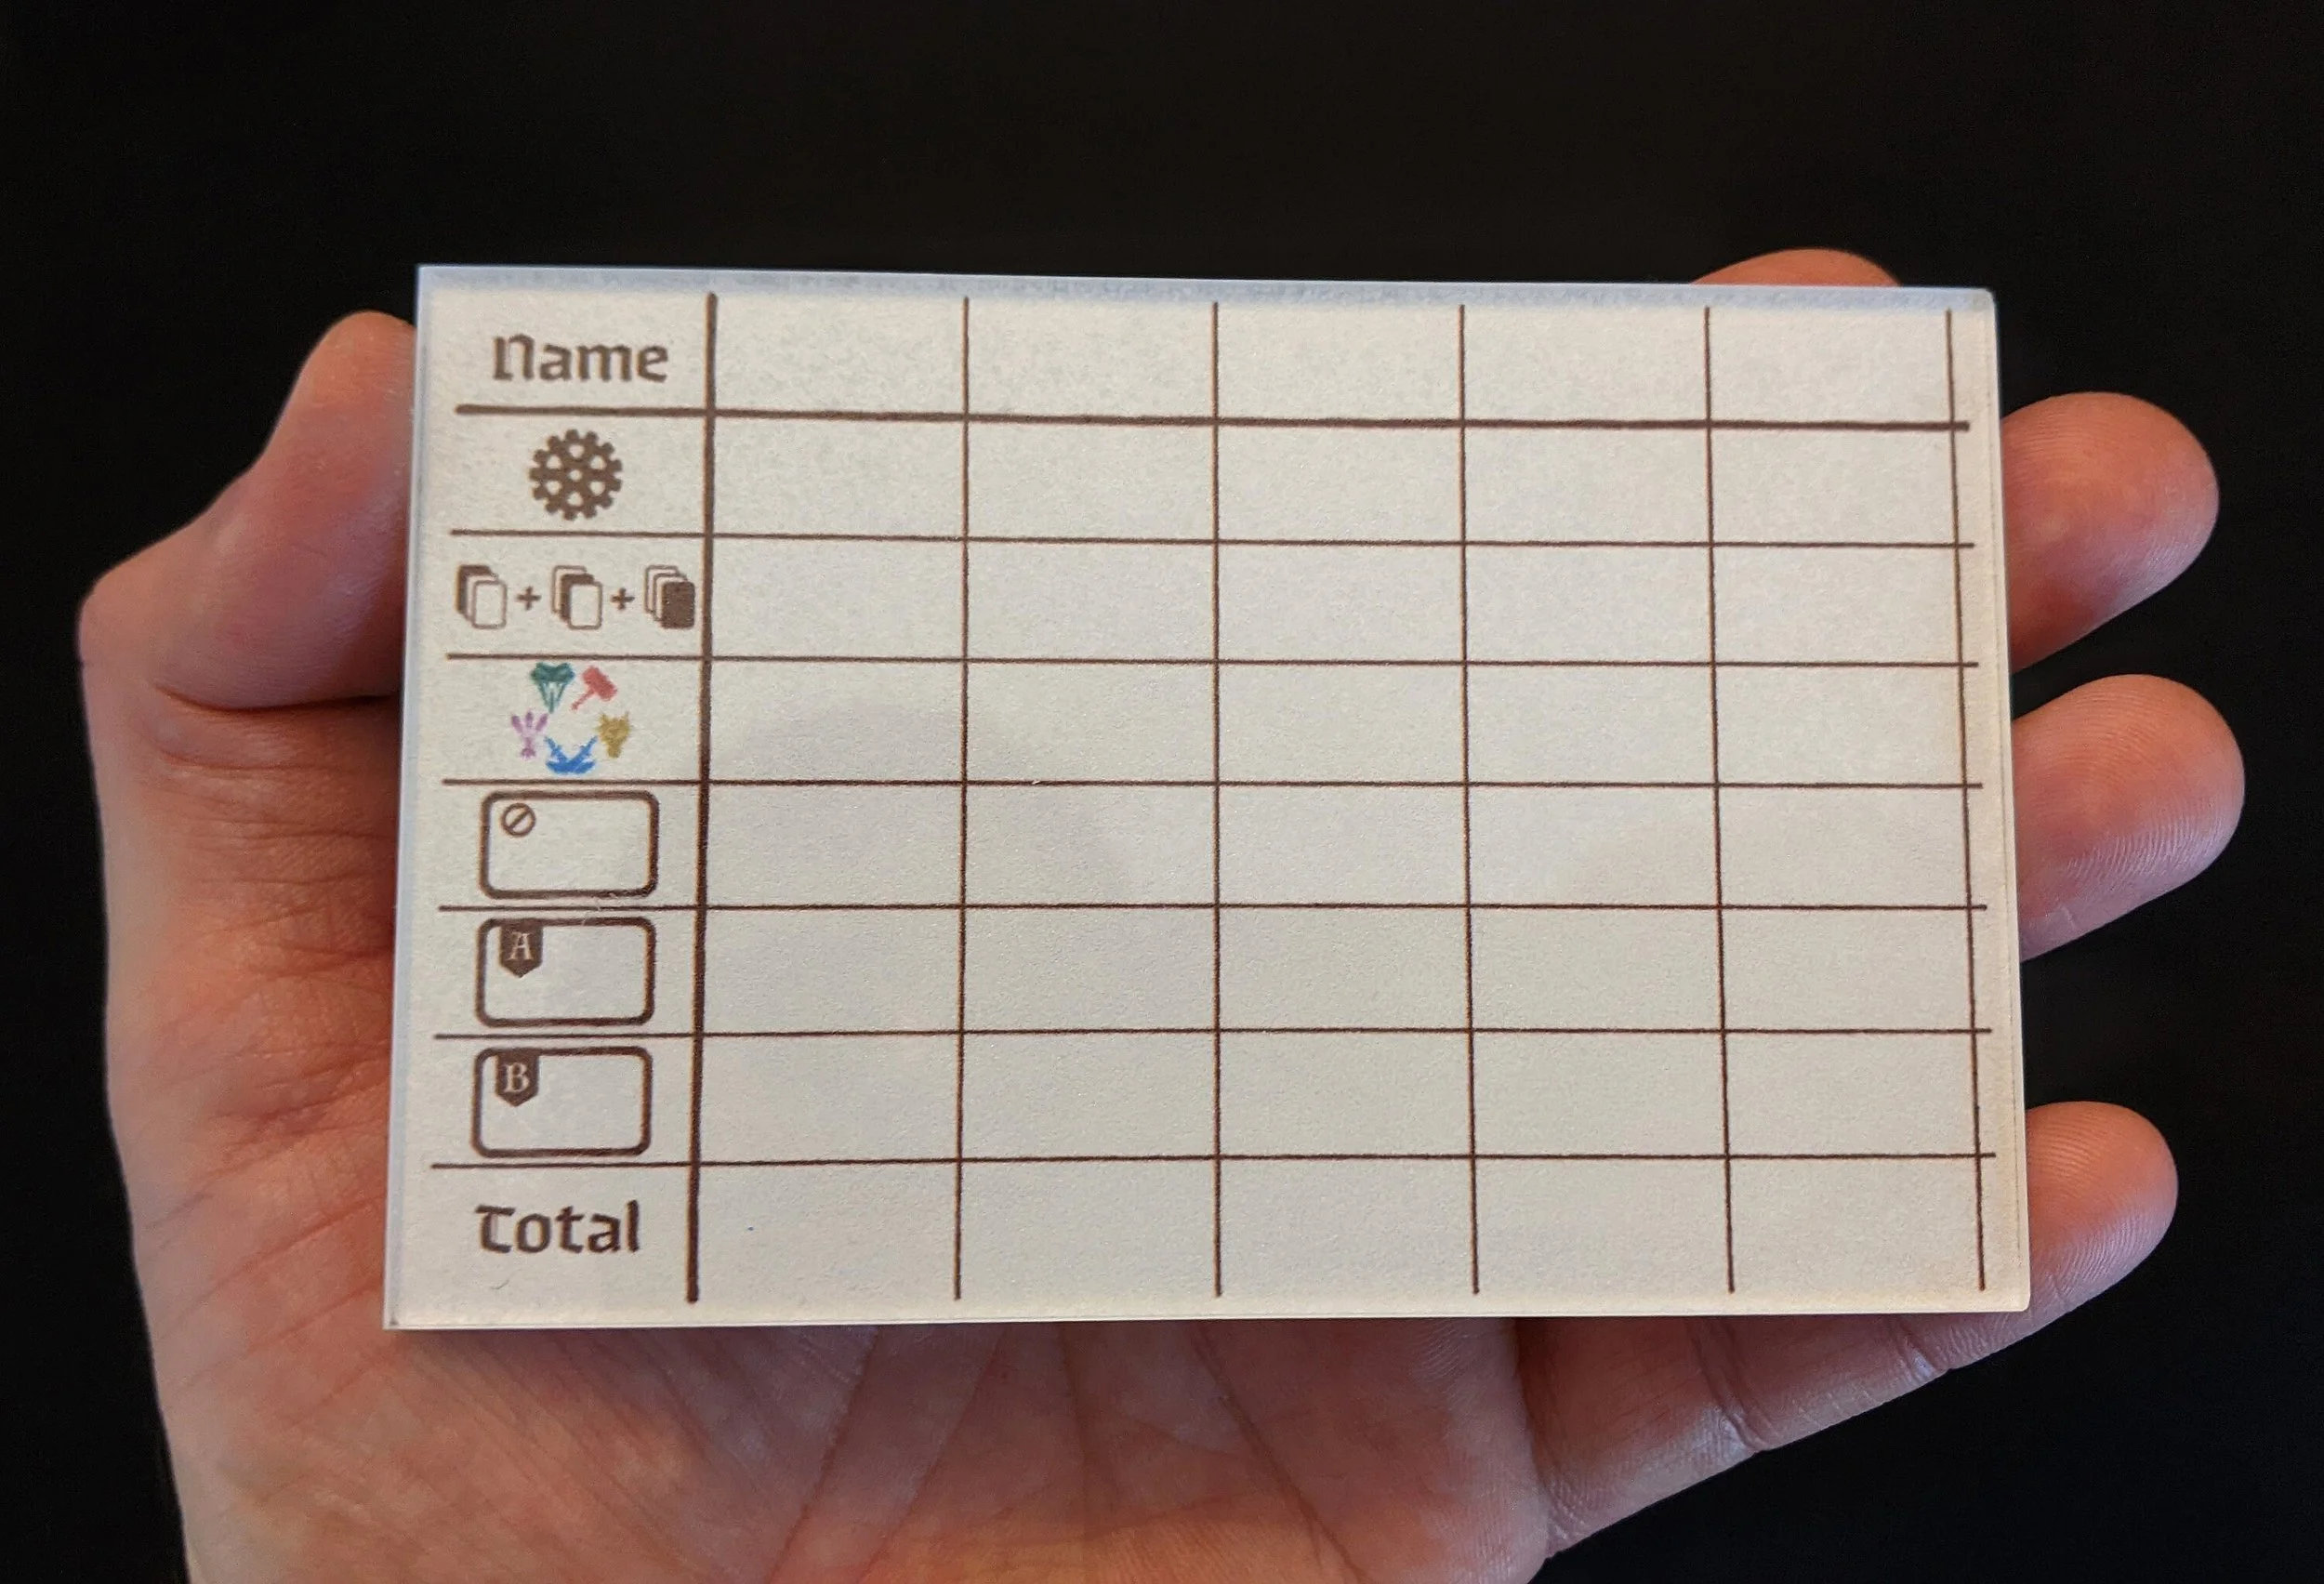 Name
+ +
A
B
Total